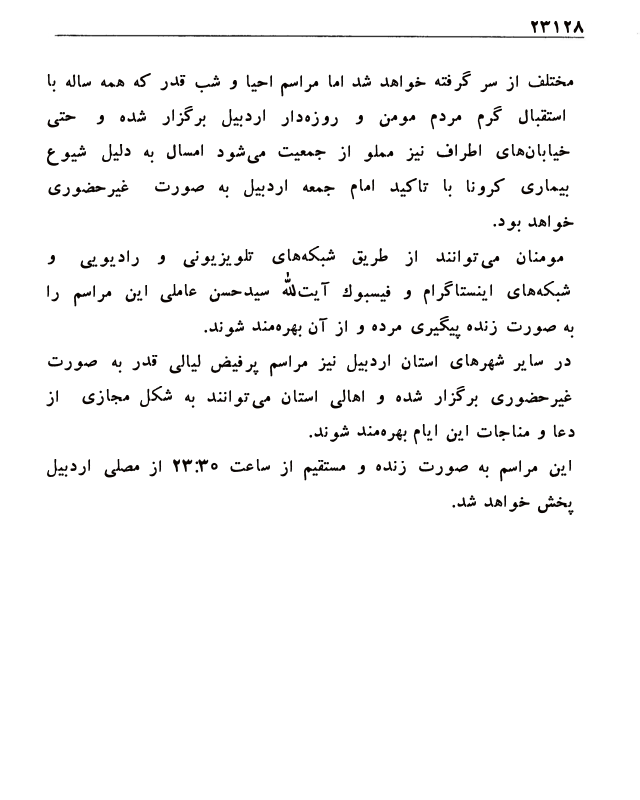 ۲۳۱۲۸
مختلف از سر گرفته خواهد شد اما مراسم احیا و شب قدر که همه ساله با
استقبال گرم مردم مومن و روزه‌دار اردبیل برگزار شده و حتی
خیابان‌های اطراف نیز مملو از جمعیت می‌شود امسال به دلیل شیوع
بیماری کرونا با تاکید امام جمعه اردبیل به صورت غیرحضوری
خواهد بود.
مومنان می‌توانند از طریق شبکه‌های تلویزیونی و رادیویی و
شبکه‌های اینستاگرام و فیسبوك آیت‌الله سیدحسن عاملی این مراسم را
به صورت زنده پیگیری مرده و از آن بهره‌مند شوند.
در سایر شهرهای استان اردبیل نیز مراسم پرفیض لیالی قدر به صورت
غیرحضوری برگزار شده و اهالی استان می‌توانند به شکل مجازی از
دعا و مناجات این ایام بهره‌مند شوند.
این مراسم به صورت زنده و مستقیم از ساعت ۲۳:۳۰ از مصلی اردبیل
پخش خواهد شد.